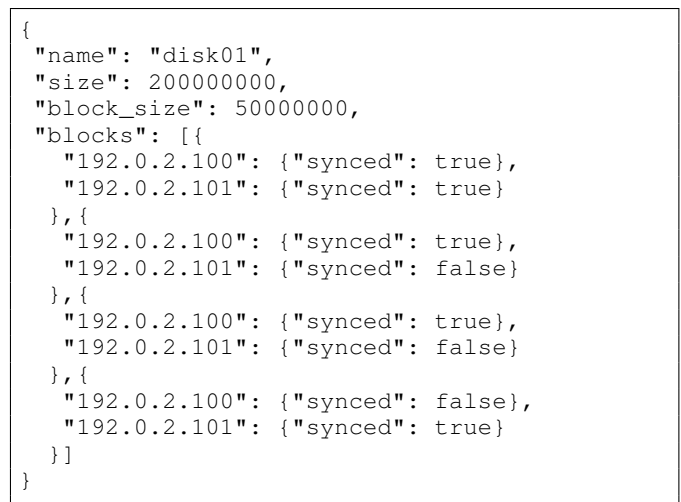 {
 "name": "disk01",
 "size": 200000000,
 "block_size": 50000000,
 "blocks": [{
   "192.0.2.100": {"synced": true},
   "192.0.2.101": {"synced": true}
  },{
   "192.0.2.100": {"synced": true},
   "192.0.2.101": {"synced": false}
  },{
   "192.0.2.100": {"synced": true},
   "192.0.2.101": {"synced": false}
  },{
   "192.0.2.100": {"synced": false},
   "192.0.2.101": {"synced": true}
  }]
}